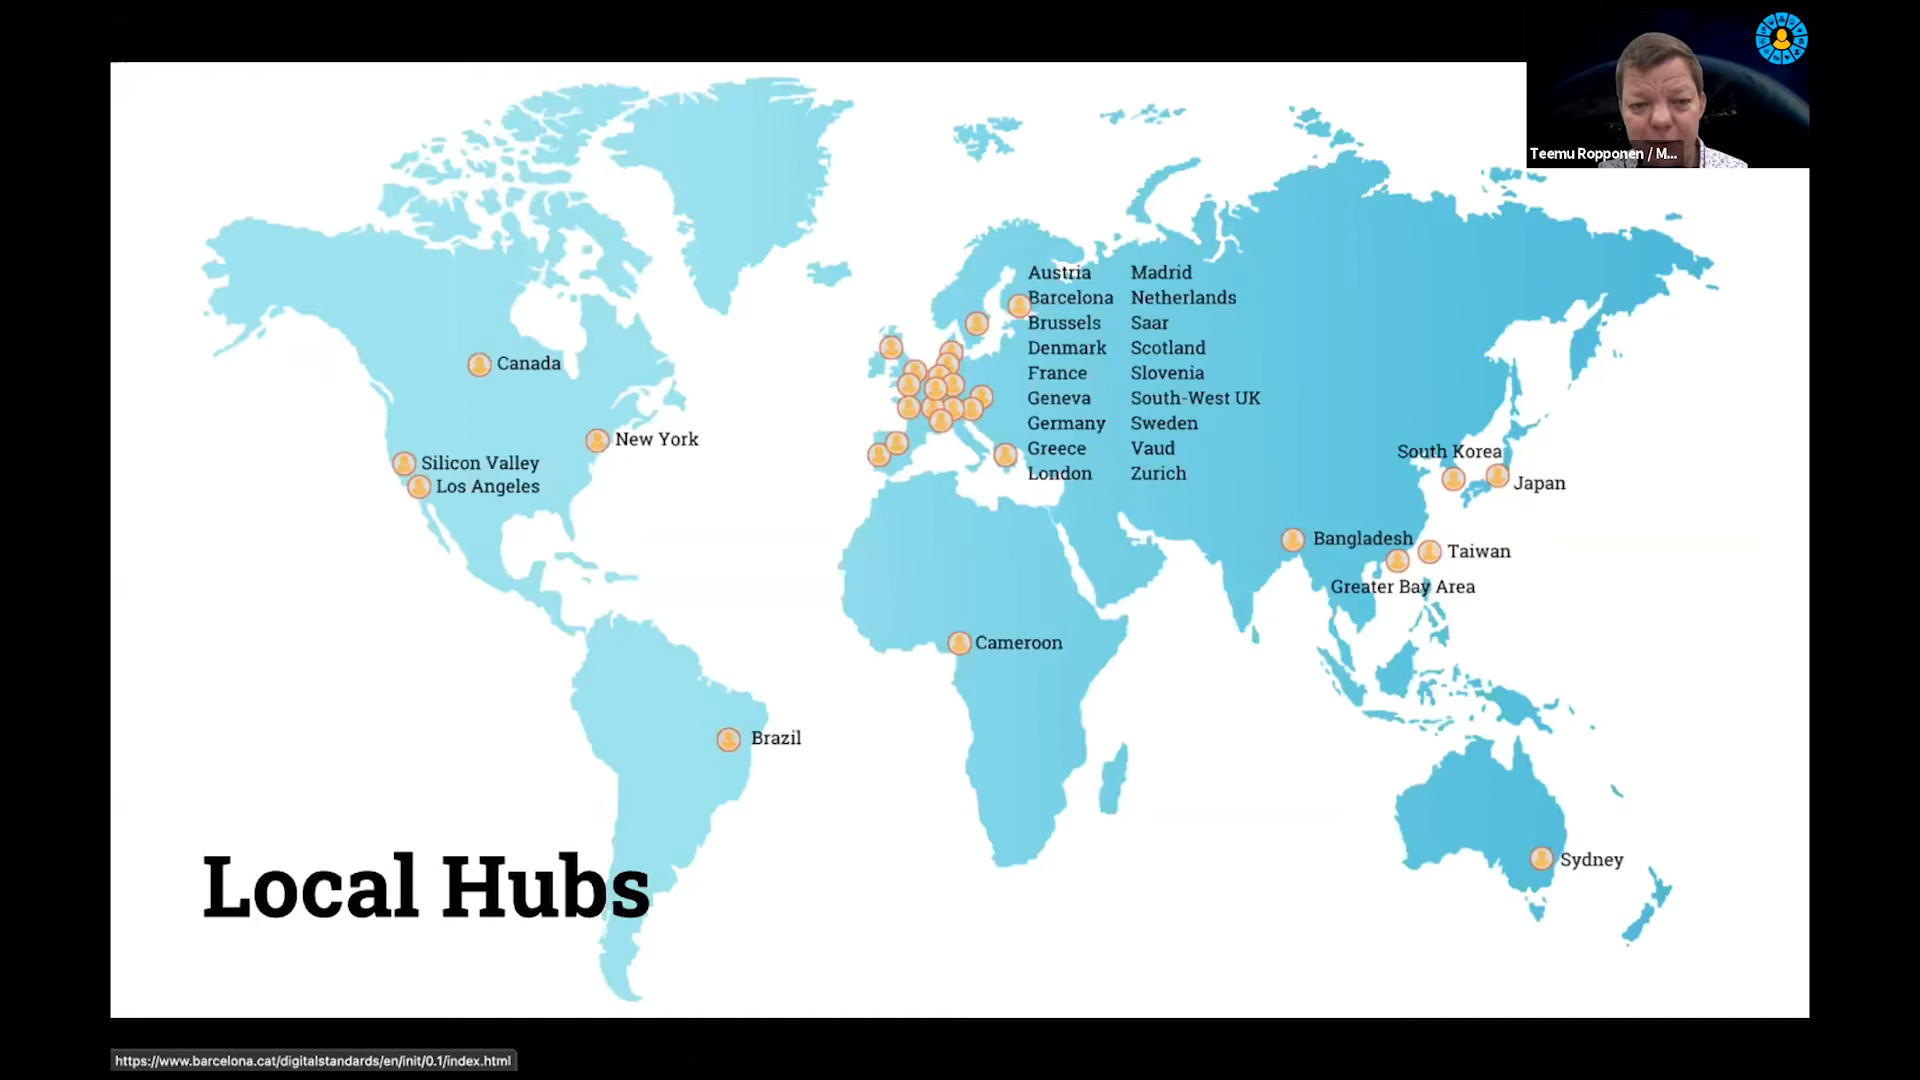 Teemu Ropponen / M...
Austria Madrid
Barcelona Netherlands
Brussels Saar
Denmark Scotland
France Slovenia
Geneva South-West UK
Germany Sweden
Greece Vaud
London Zurich
Canada
New York
Silicon Valley
Los Angeles
South Korea
Japan
Bangladesh
Taiwan
Greater Bay Area
Cameroon
Brazil
Sydney
Local Hubs
https://www.barcelona.cat/digitalstandards/en/init/0.1/index.html